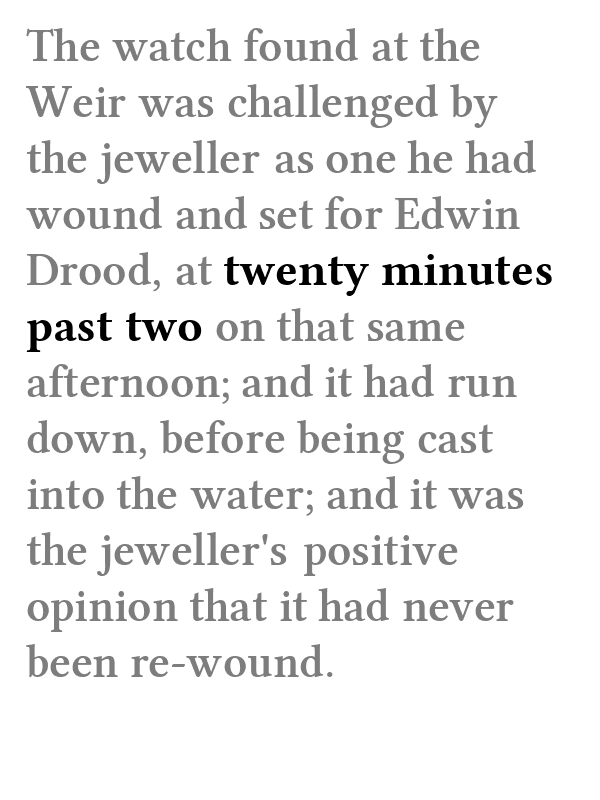 The watch found at the
Weir was challenged by
the jeweller as one he had
wound and set for Edwin
Drood, at twenty minutes
past two on that same
afternoon; and it had run
down, before being cast
into the water; and it was
the jeweller's positive
opinion that it had never
been re-wound.